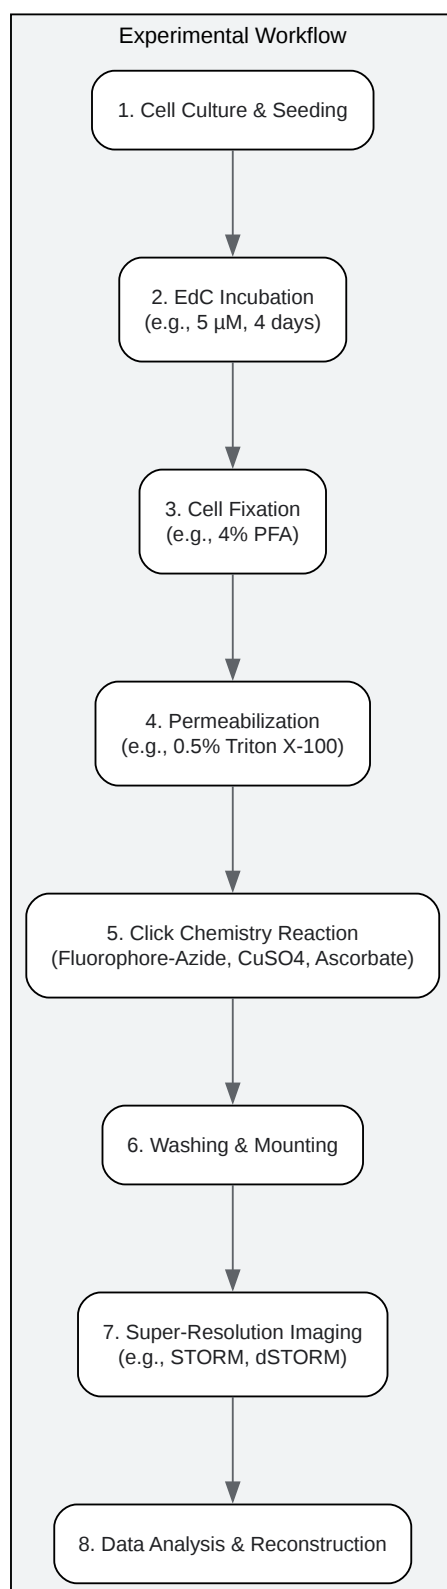 Experimental Workflow
1. Cell Culture & Seeding
2. EdC Incubation
(e.g., 5 µM, 4 days)
3. Cell Fixation
(e.g., 4% PFA)
4. Permeabilization
(e.g., 0.5% Triton X-100)
5. Click Chemistry Reaction
(Fluorophore-Azide, CuSO4, Ascorbate)
6. Washing & Mounting
7. Super-Resolution Imaging
(e.g., STORM, dSTORM)
8. Data Analysis & Reconstruction